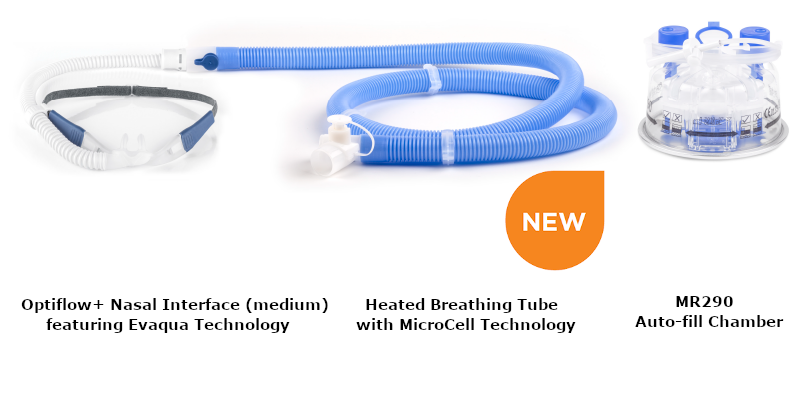 NEW
Optiflow+ Nasal Interface (medium)
featuring Evaqua Technology
Heated Breathing Tube
with MicroCell Technology
MR290
Auto-fill Chamber